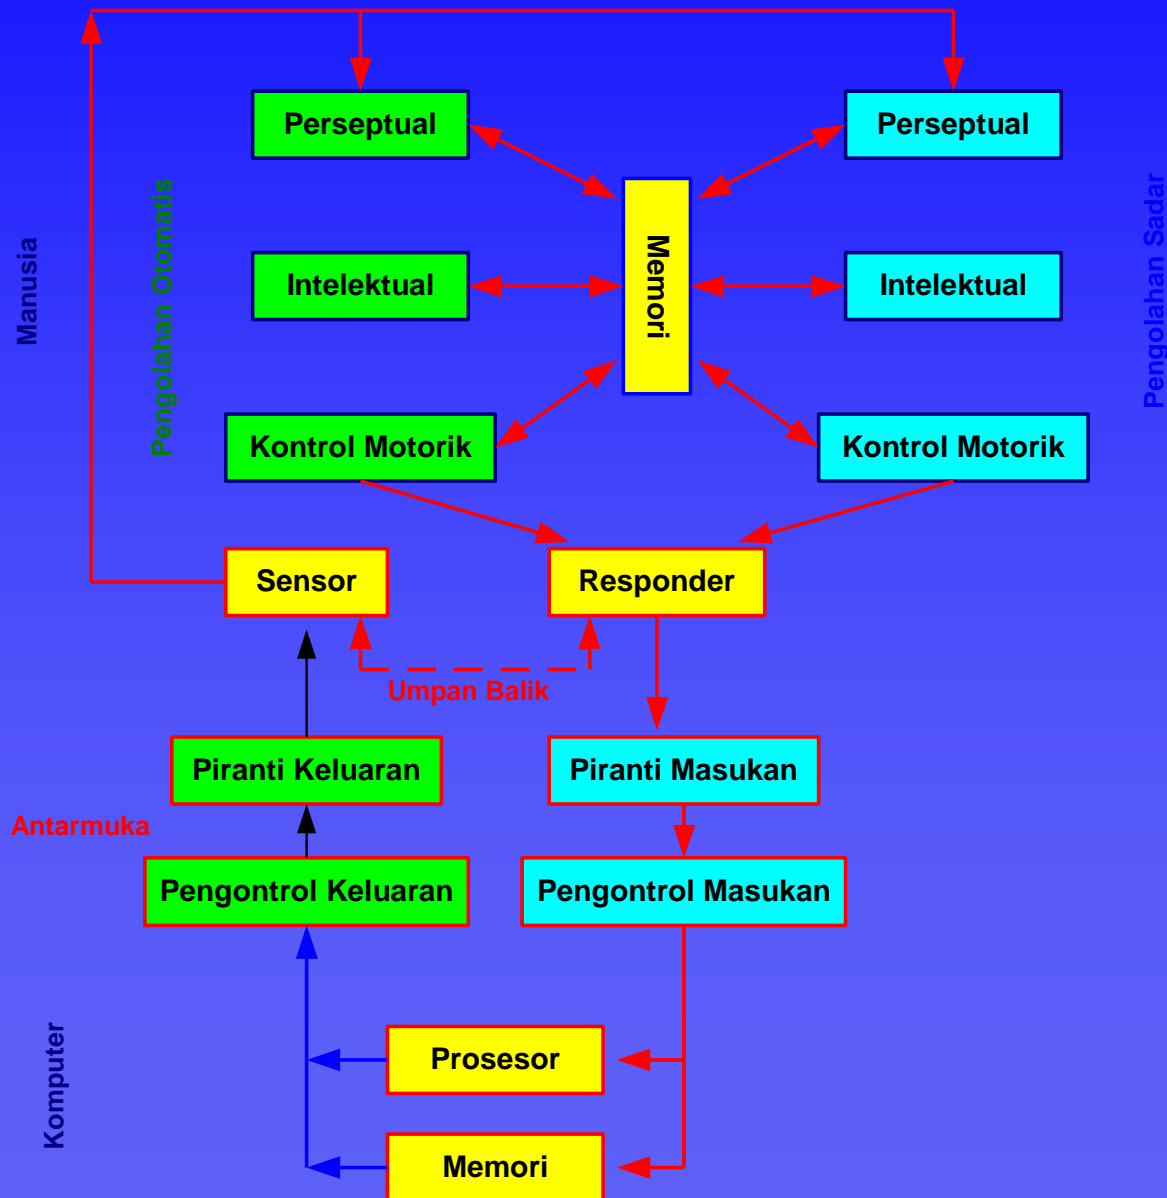 Perseptual
Perseptual
Manusia
Pengolahan Otomatis
Memori
Pengolahan Sadar
Intelektual
Intelektual
Kontrol Motorik
Kontrol Motorik
Sensor
Responder
Umpan Balik
Piranti Keluaran
Piranti Masukan
Antarmuka
Pengontrol Keluaran
Pengontrol Masukan
Komputer
Prosesor
Memori